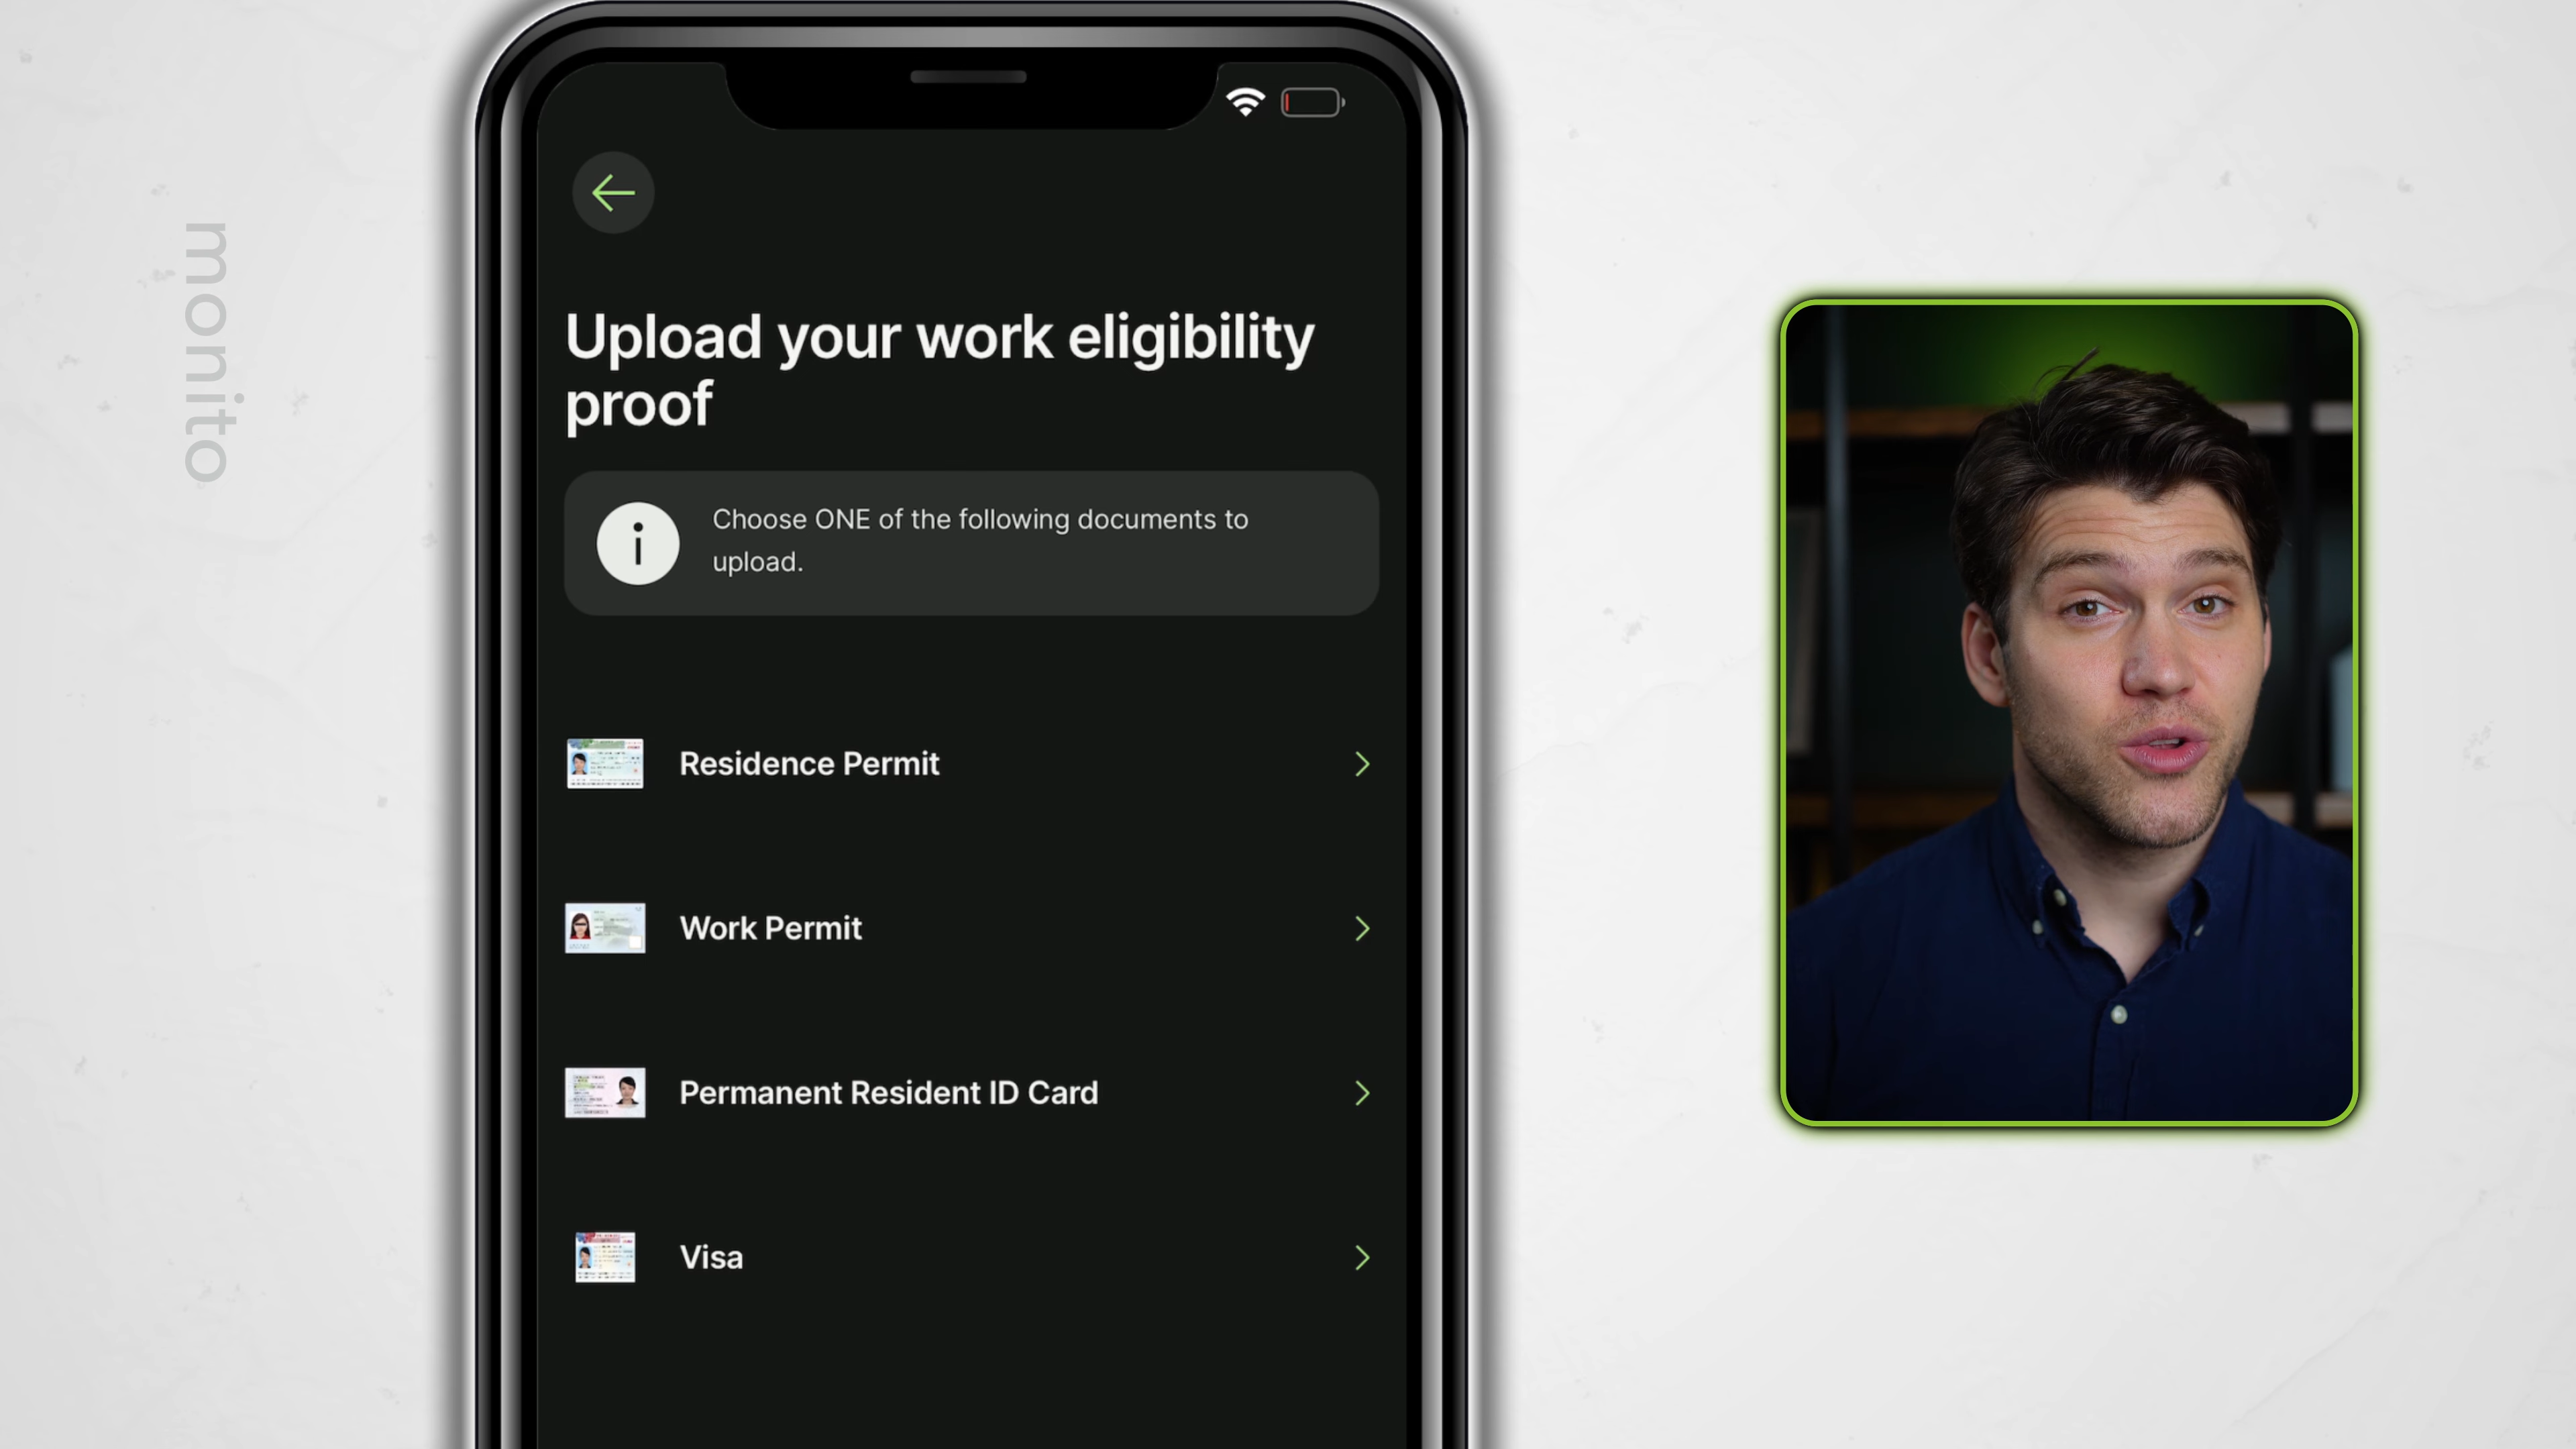 monito
Upload your work eligibility
proof
Choose ONE of the following documents to
upload.
Residence Permit
Work Permit
Permanent Resident ID Card
Visa